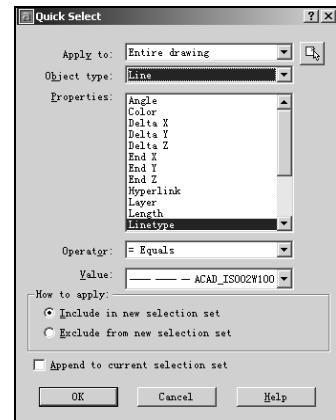 Quick Select
Apply to: Entire drawing
Object type: Line
Properties:
Angle
Color
Delta X
Delta Y
Delta Z
End X
End Y
End Z
Hyperlink
Layer
Length
Linetype
Operator: = Equals
Value: ACAD_ISO02W100
How to apply:
Include in new selection set
Exclude from new selection set
Append to current selection set
OK Cancel Help